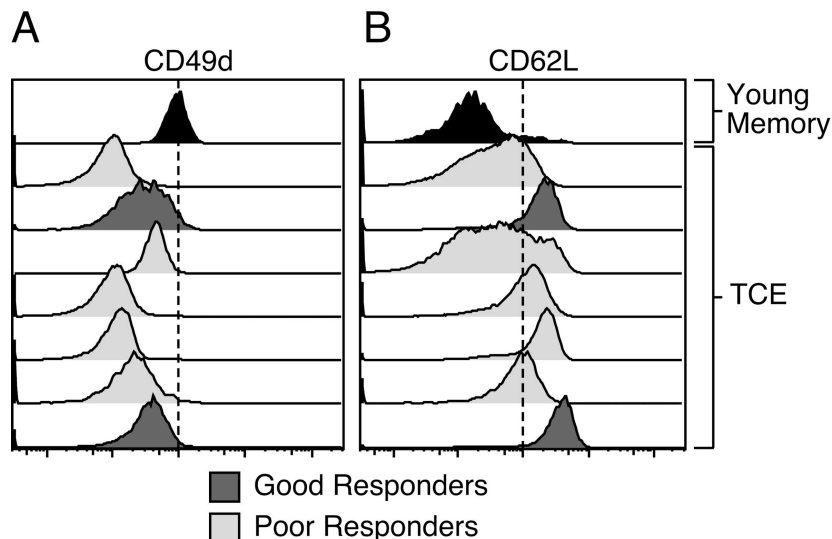 A
B
CD49d
CD62L
Young
Memory
TCE
Good Responders
Poor Responders